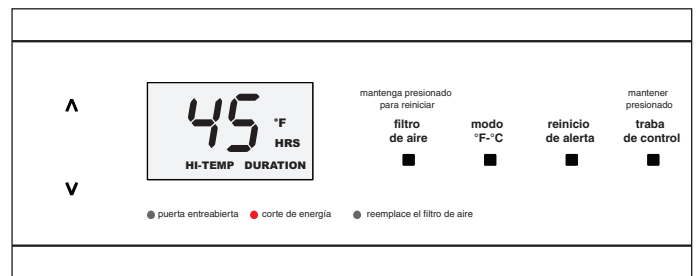 mantenga presionado
para reiniciar
filtro
de aire
modo
°F-°C
reinicio
de alerta
mantener
presionado
traba
de control
45 °F
HRS
HI-TEMP DURATION
puerta entreabierta corte de energía reemplace el filtro de aire